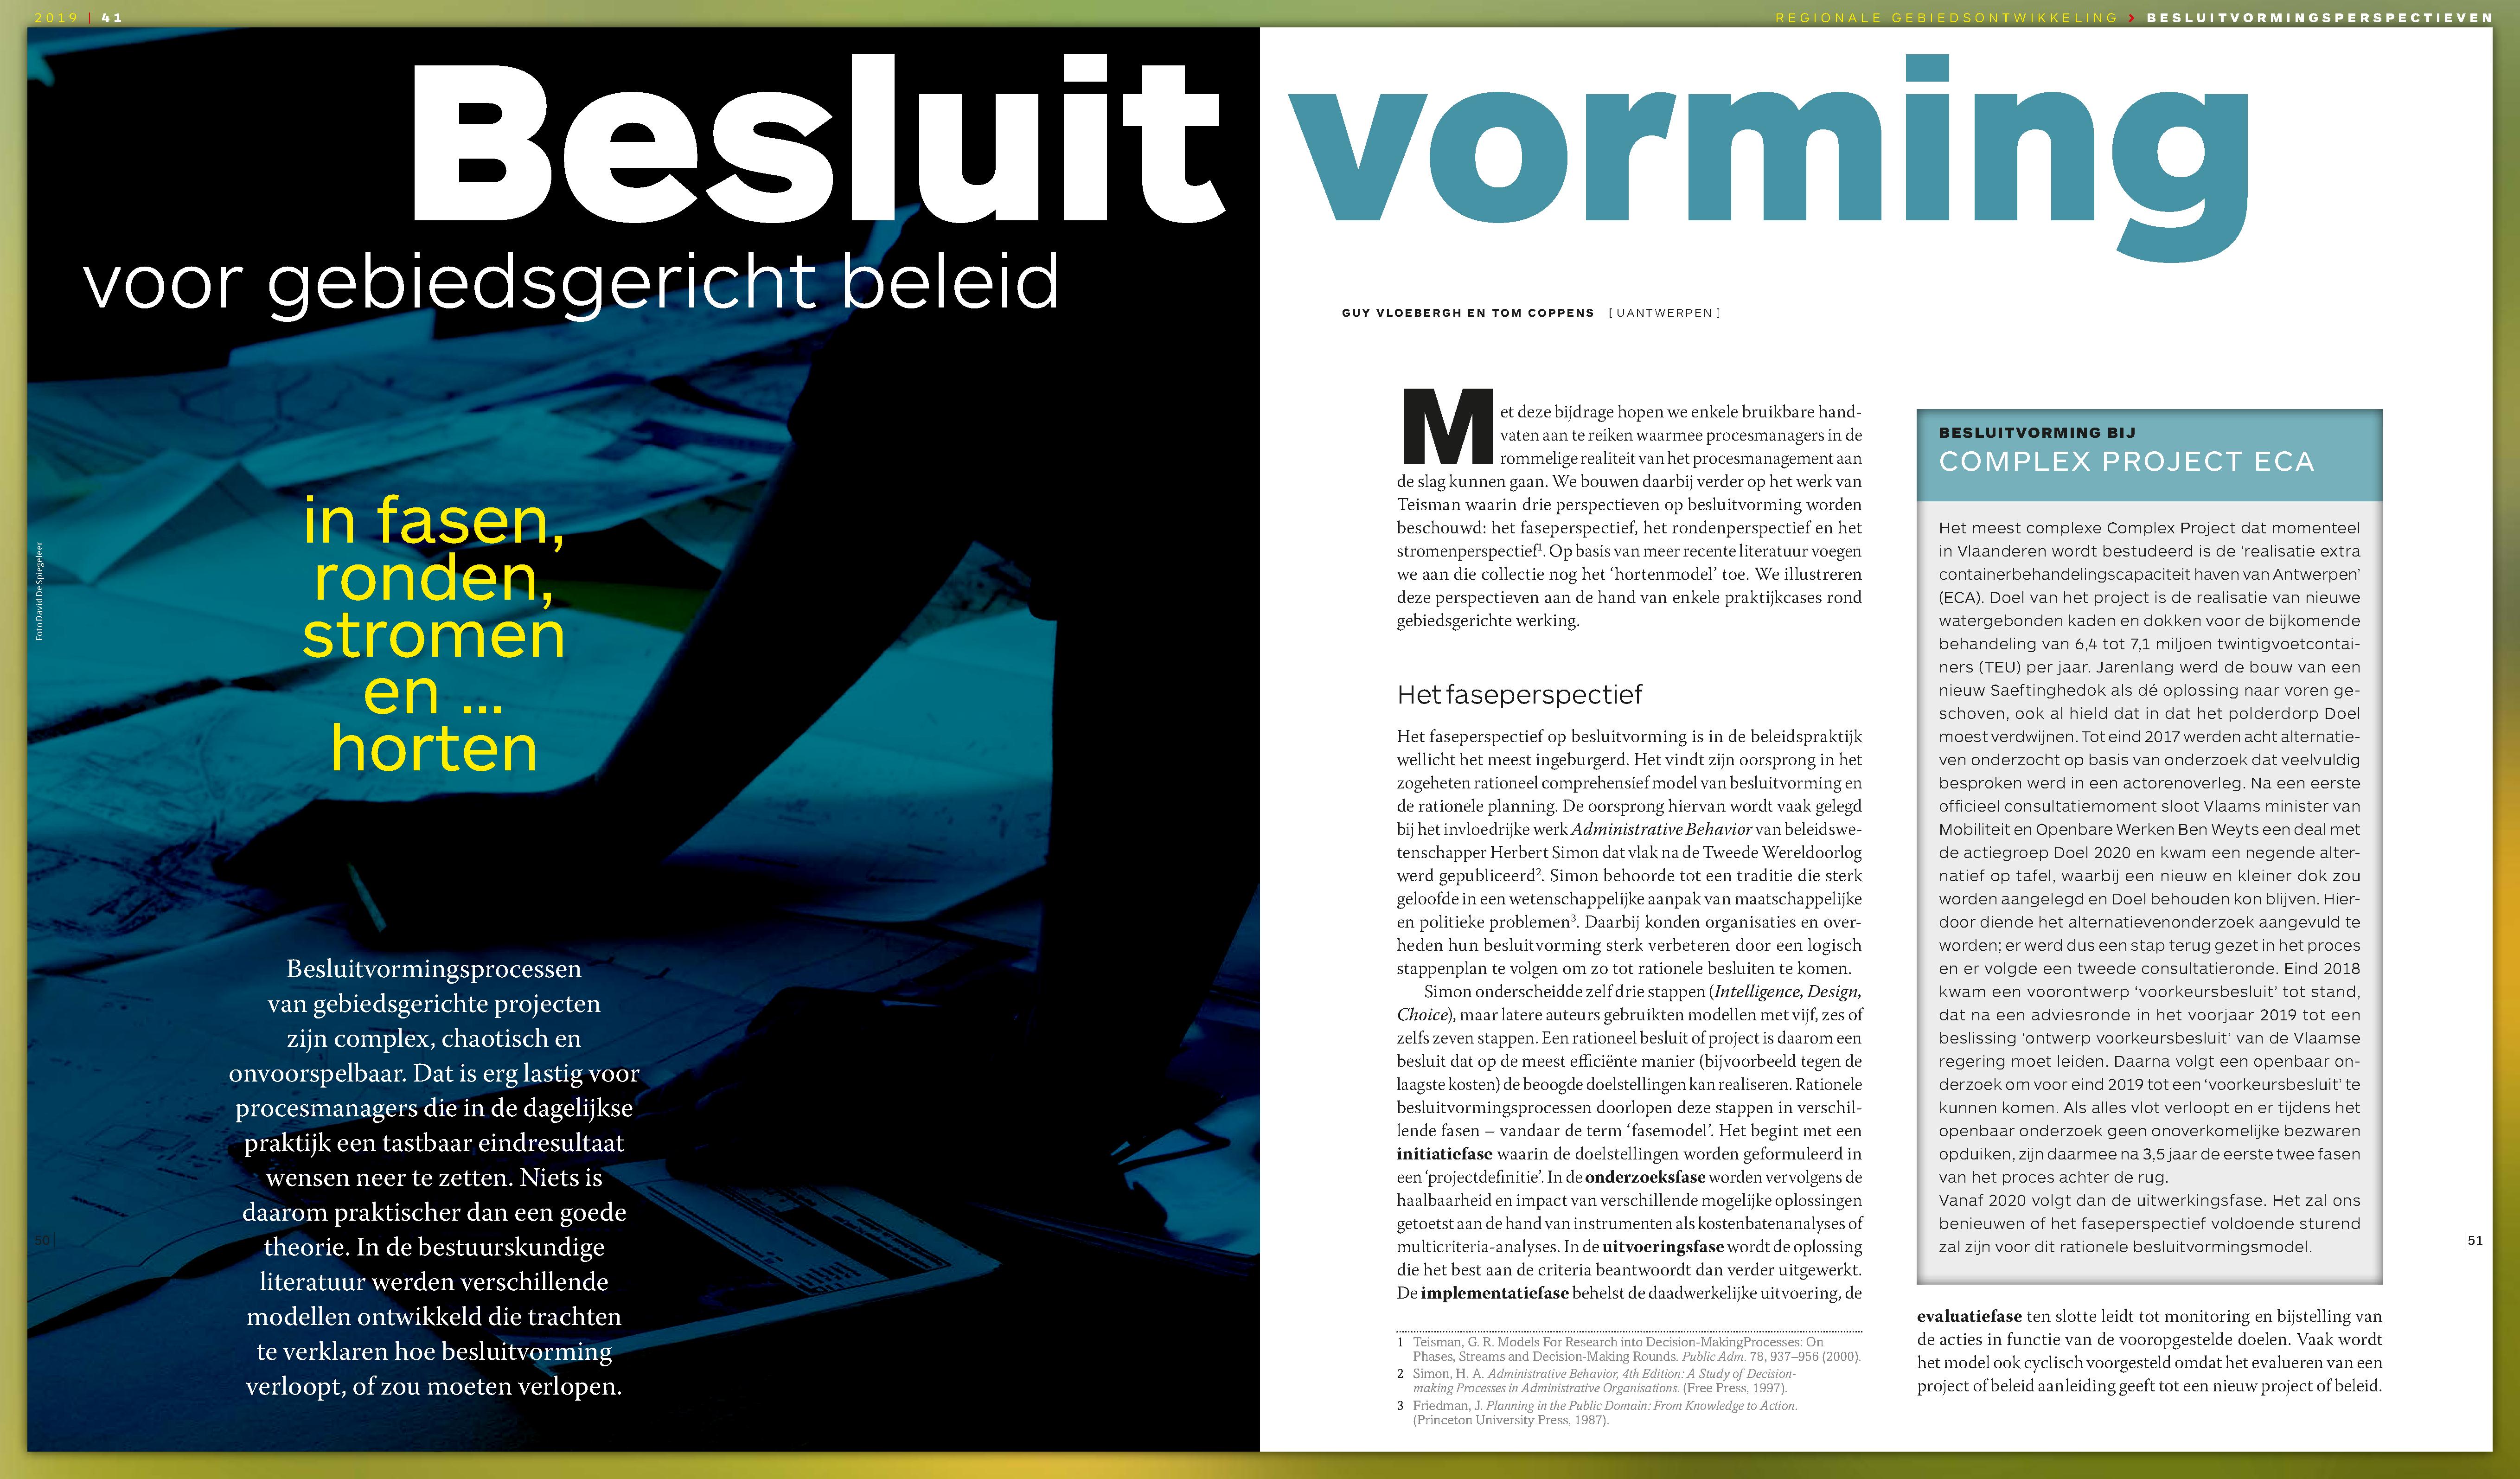 2019 | 41
REGIONALE GEBIEDSONTWIKKELING > BESLUITVORMINGSPERSPECTIEVEN
Besluitvorming
voor gebiedsgericht beleid
in fasen,
ronden,
stromen
en ...
horten
Foto David De Spiegeleer
Besluitvormingsprocessen
van gebiedsgerichte projecten
zijn complex, chaotisch en
onvoorspelbaar. Dat is erg lastig voor
procesmanagers die in de dagelijkse
praktijk een tastbaar eindresultaat
wensen neer te zetten. Niets is
daarom praktischer dan een goede
theorie. In de bestuurskundige
literatuur werden verschillende
modellen ontwikkeld die trachten
te verklaren hoe besluitvorming
verloopt, of zou moeten verlopen.
50 |
GUY VLOEBERGH EN TOM COPPENS [ UANTWERPEN ]
Met deze bijdrage hopen we enkele bruikbare hand-
vaten aan te reiken waarmee procesmanagers in de
rommelige realiteit van het procesmanagement aan
de slag kunnen gaan. We bouwen daarbij verder op het werk van
Teisman waarin drie perspectieven op besluitvorming worden
beschouwd: het faseperspectief, het rondenperspectief en het
stromenperspectief¹. Op basis van meer recente literatuur voegen
we aan die collectie nog het ‘hortenmodel’ toe. We illustreren
deze perspectieven aan de hand van enkele praktijkcases rond
gebiedsgerichte werking.
Het faseperspectief
Het faseperspectief op besluitvorming is in de beleidspraktijk
wellicht het meest ingeburgerd. Het vindt zijn oorsprong in het
zogeheten rationeel comprehensief model van besluitvorming en
de rationele planning. De oorsprong hiervan wordt vaak gelegd
bij het invloedrijke werk Administrative Behavior van beleidswe-
tenschapper Herbert Simon dat vlak na de Tweede Wereldoorlog
werd gepubliceerd². Simon behoorde tot een traditie die sterk
geloofde in een wetenschappelijke aanpak van maatschappelijke
en politieke problemen³. Daarbij konden organisaties en over-
heden hun besluitvorming sterk verbeteren door een logisch
stappenplan te volgen om zo tot rationele besluiten te komen.
Simon onderscheidde zelf drie stappen (Intelligence, Design,
Choice), maar latere auteurs gebruikten modellen met vijf, zes of
zelfs zeven stappen. Een rationeel besluit of project is daarom een
besluit dat op de meest efficiënte manier (bijvoorbeeld tegen de
laagste kosten) de beoogde doelstellingen kan realiseren. Rationele
besluitvormingsprocessen doorlopen deze stappen in verschil-
lende fasen – vandaar de term ‘fasemodel’. Het begint met een
initiatiefase waarin de doelstellingen worden geformuleerd in
een ‘projectdefinitie’. In de onderzoeksfase worden vervolgens de
haalbaarheid en impact van verschillende mogelijke oplossingen
getoetst aan de hand van instrumenten als kostenbatenanalyses of
multicriteria-analyses. In de uitvoeringsfase wordt de oplossing
die het best aan de criteria beantwoordt dan verder uitgewerkt.
De implementatiefase behelst de daadwerkelijke uitvoering, de
1 Teisman, G. R. Models For Research into Decision-MakingProcesses: On
Phases, Streams and Decision-Making Rounds. Public Adm. 78, 937–956 (2000).
2 Simon, H. A. Administrative Behavior, 4th Edition: A Study of Decision-
making Processes in Administrative Organisations. (Free Press, 1997).
3 Friedman, J. Planning in the Public Domain: From Knowledge to Action.
(Princeton University Press, 1987).
BESLUITVORMING BIJ
COMPLEX PROJECT ECA
Het meest complexe Complex Project dat momenteel
in Vlaanderen wordt bestudeerd is de ‘realisatie extra
containerbehandelingscapaciteit haven van Antwerpen’
(ECA). Doel van het project is de realisatie van nieuwe
watergebonden kaden en dokken voor de bijkomende
behandeling van 6,4 tot 7,1 miljoen twintigvoetcontai-
ners (TEU) per jaar. Jarenlang werd de bouw van een
nieuw Saeftinghedok als dé oplossing naar voren ge-
schoven, ook al hield dat in dat het polderdorp Doel
moest verdwijnen. Tot eind 2017 werden acht alternatie-
ven onderzocht op basis van onderzoek dat veelvuldig
besproken werd in een actorenoverleg. Na een eerste
officieel consultatiemoment sloot Vlaams minister van
Mobiliteit en Openbare Werken Ben Weyts een deal met
de actiegroep Doel 2020 en kwam een negende alter-
natief op tafel, waarbij een nieuw en kleiner dok zou
worden aangelegd en Doel behouden kon blijven. Hier-
door diende het alternatievenonderzoek aangevuld te
worden; er werd dus een stap terug gezet in het proces
en er volgde een tweede consultatieronde. Eind 2018
kwam een voorontwerp ‘voorkeursbesluit’ tot stand,
dat na een adviesronde in het voorjaar 2019 tot een
beslissing ‘ontwerp voorkeursbesluit’ van de Vlaamse
regering moet leiden. Daarna volgt een openbaar on-
derzoek om voor eind 2019 tot een ‘voorkeursbesluit’ te
kunnen komen. Als alles vlot verloopt en er tijdens het
openbaar onderzoek geen onoverkomelijke bezwaren
opduiken, zijn daarmee na 3,5 jaar de eerste twee fasen
van het proces achter de rug.
Vanaf 2020 volgt dan de uitwerkingsfase. Het zal ons
benieuwen of het faseperspectief voldoende sturend
zal zijn voor dit rationele besluitvormingsmodel.
evaluatiefase ten slotte leidt tot monitoring en bijstelling van
de acties in functie van de vooropgestelde doelen. Vaak wordt
het model ook cyclisch voorgesteld omdat het evalueren van een
project of beleid aanleiding geeft tot een nieuw project of beleid.
|51